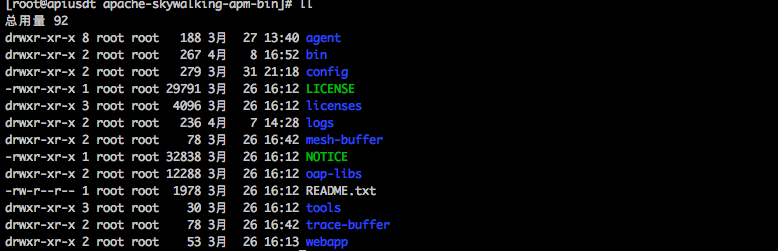 [root@apiusdt apache-skywalking-apm-bin]# ll
总用量 92
drwxr-xr-x 8 root root   188 3月  27 13:40 agent
drwxr-xr-x 2 root root   267 4月   8 16:52 bin
drwxr-xr-x 2 root root   279 3月  31 21:18 config
-rwxr-xr-x 1 root root 29791 3月  26 16:12 LICENSE
drwxr-xr-x 3 root root  4096 3月  26 16:12 licenses
drwxr-xr-x 2 root root   236 4月   7 14:28 logs
drwxr-xr-x 2 root root    78 3月  26 16:42 mesh-buffer
-rwxr-xr-x 1 root root 32838 3月  26 16:12 NOTICE
drwxr-xr-x 2 root root 12288 3月  26 16:12 oap-libs
-rw-r--r-- 1 root root  1978 3月  26 16:12 README.txt
drwxr-xr-x 3 root root    30 3月  26 16:12 tools
drwxr-xr-x 2 root root    78 3月  26 16:42 trace-buffer
drwxr-xr-x 2 root root    53 3月  26 16:13 webapp